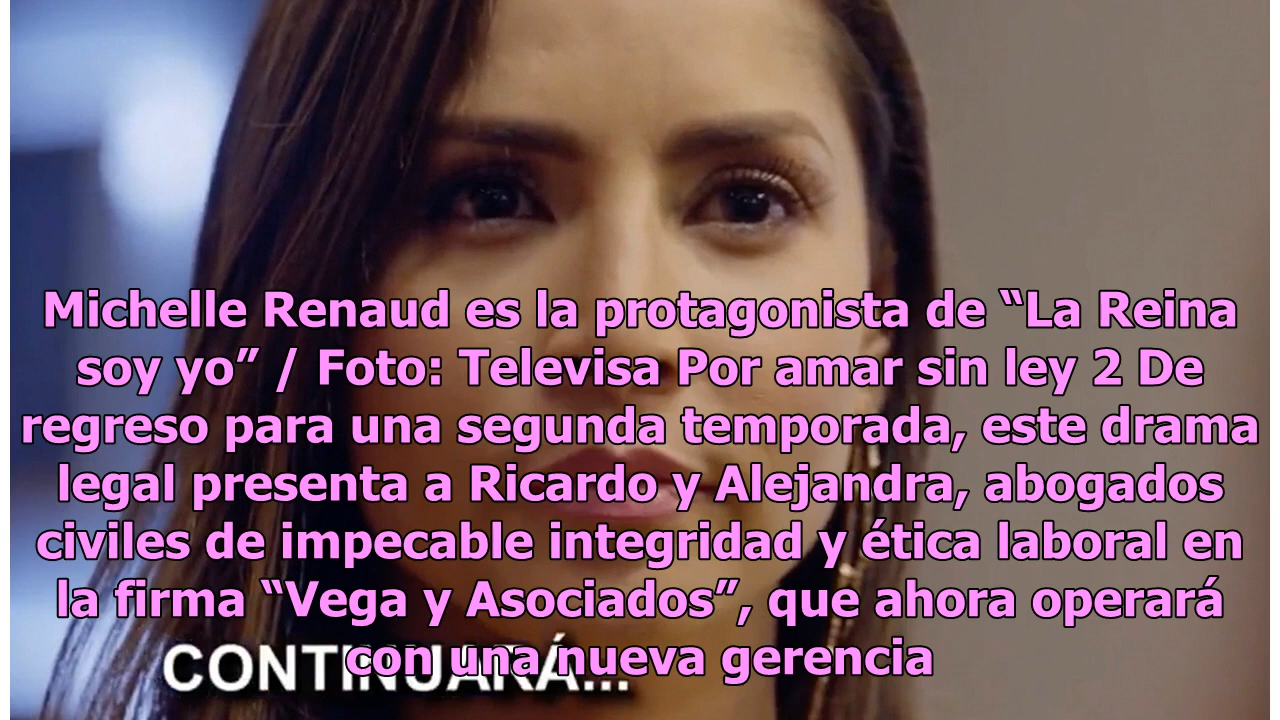 Michelle Renaud es la protagonista de “La Reina
soy yo” / Foto: Televisa Por amar sin ley 2 De
regreso para una segunda temporada, este drama
legal presenta a Ricardo y Alejandra, abogados
civiles de impecable integridad y ética laboral en
la firma “Vega y Asociados”, que ahora operará
con una nueva gerencia
CONTINUARÁ...